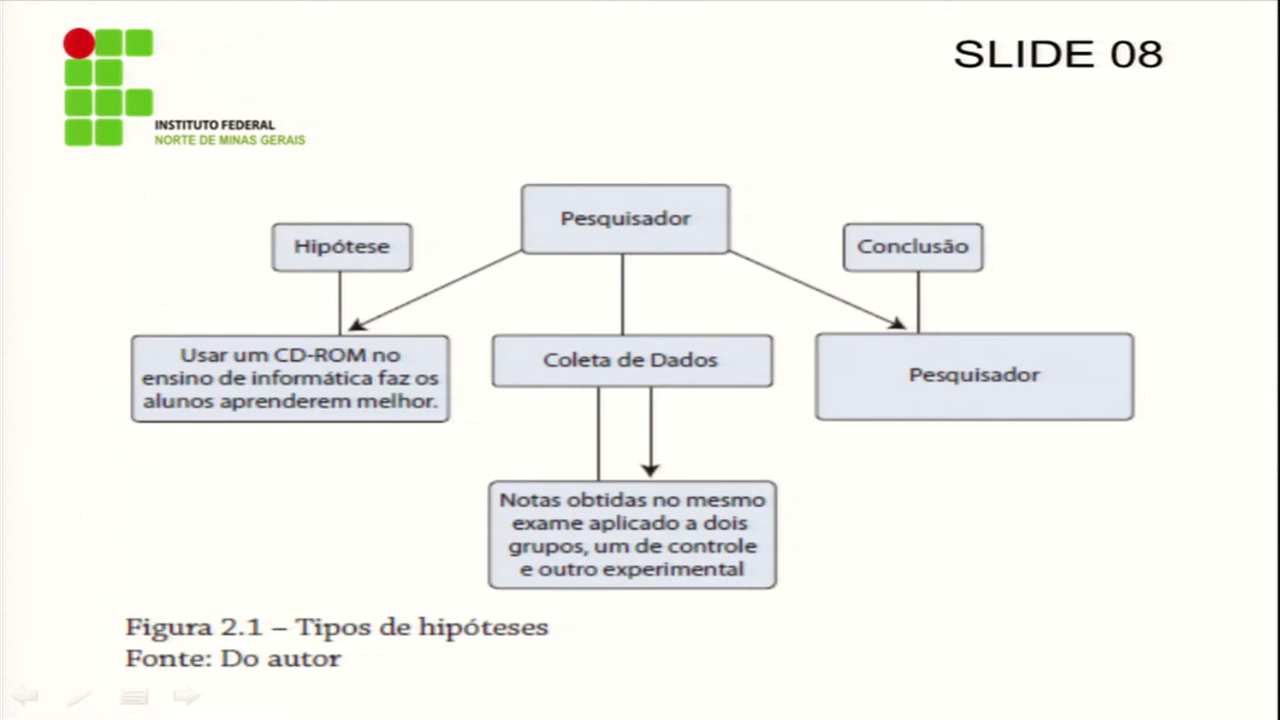 SLIDE 08
INSTITUTO FEDERAL
NORTE DE MINAS GERAIS
Pesquisador
Hipótese
Conclusão
Usar um CD-ROM no
ensino de informática faz os
alunos aprenderem melhor.
Coleta de Dados
Pesquisador
Notas obtidas no mesmo
exame aplicado a dois
grupos, um de controle
e outro experimental
Figura 2.1 – Tipos de hipóteses
Fonte: Do autor